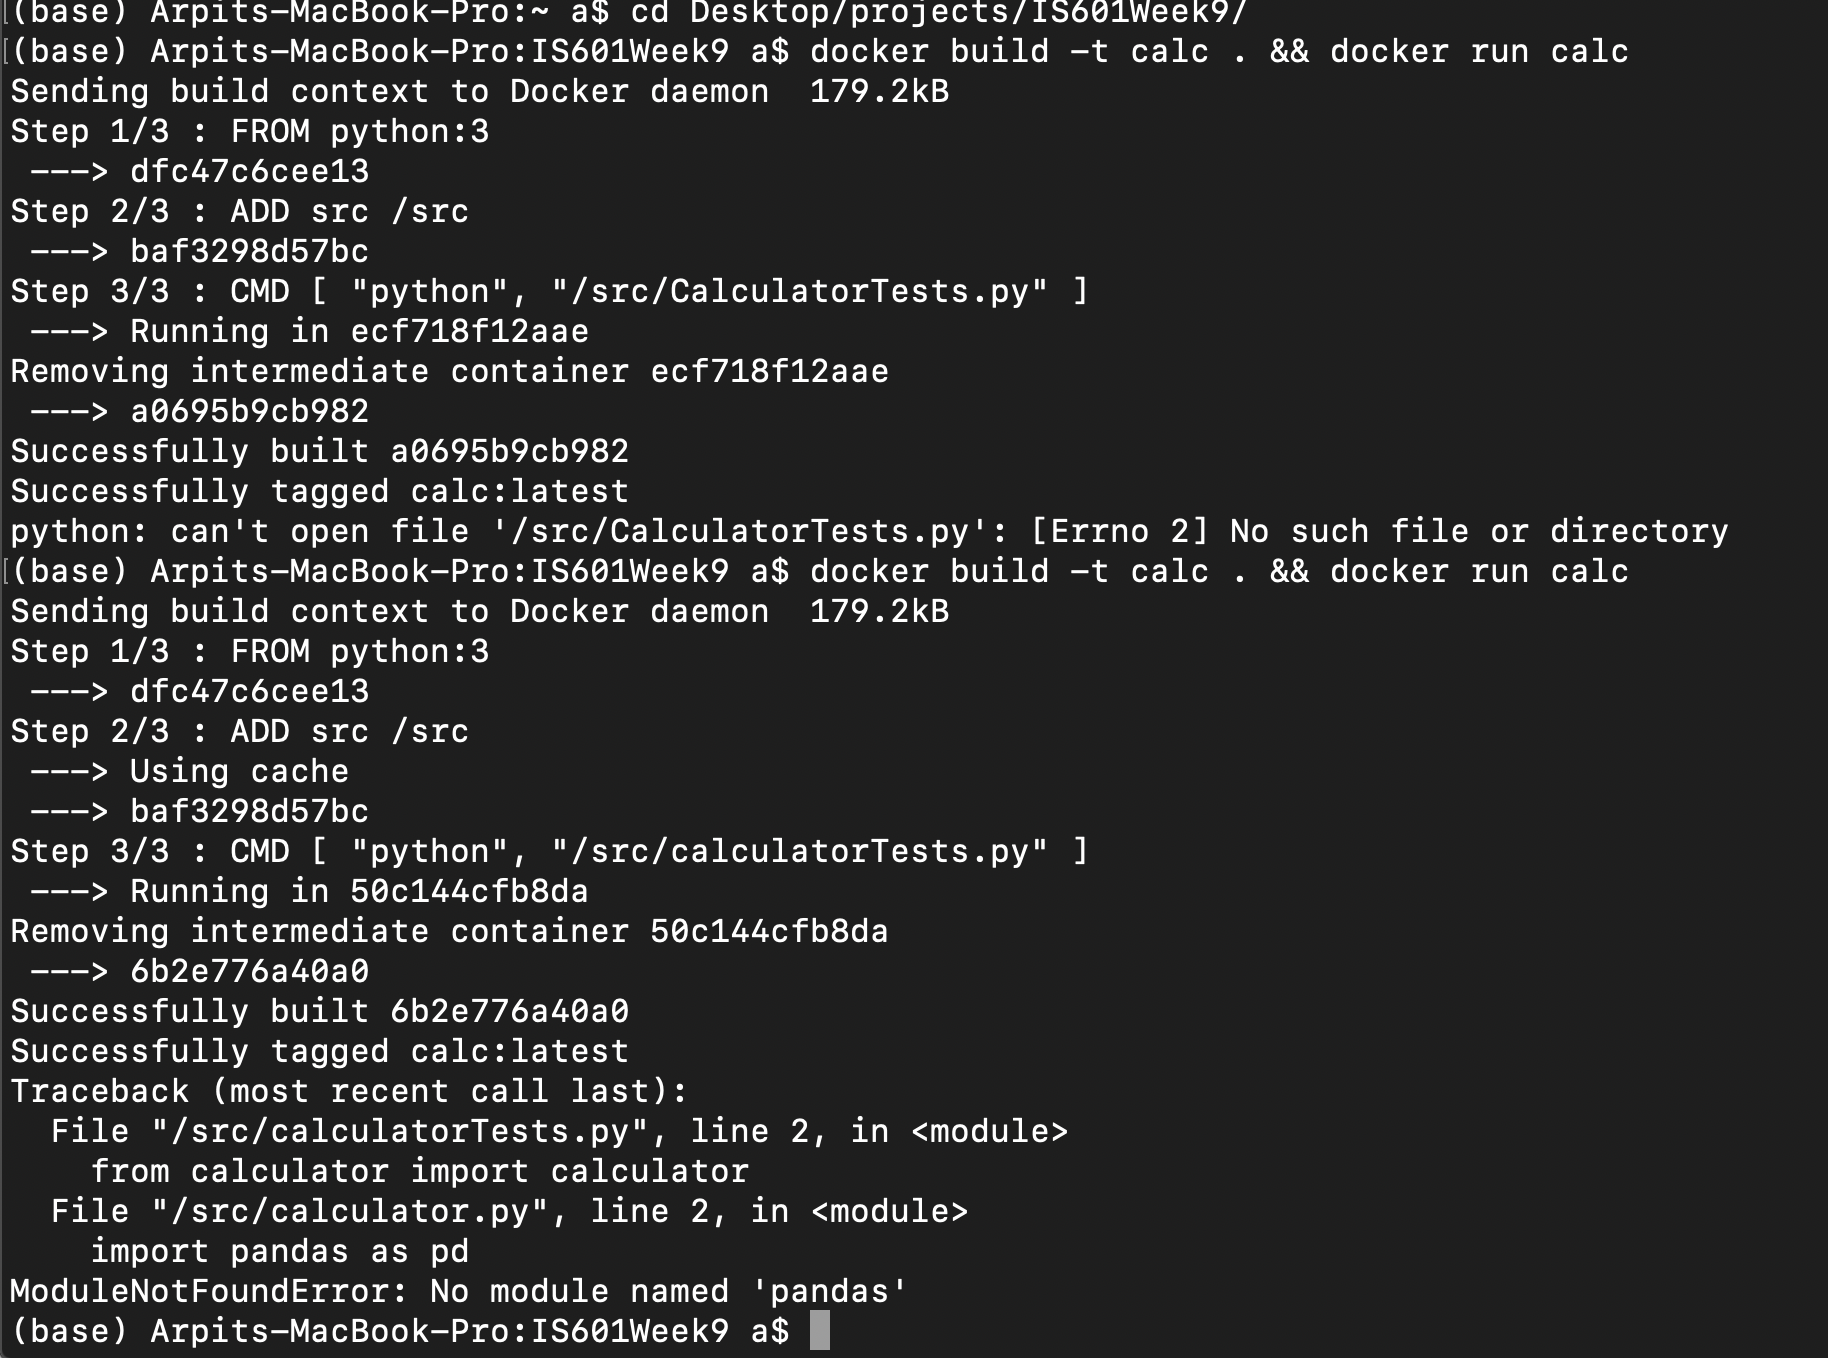 (base) Arpits-MacBook-Pro:~ a$ cd Desktop/projects/IS601Week9/
(base) Arpits-MacBook-Pro:IS601Week9 a$ docker build -t calc . && docker run calc
Sending build context to Docker daemon  179.2kB
Step 1/3 : FROM python:3
 ---> dfc47c6cee13
Step 2/3 : ADD src /src
 ---> baf3298d57bc
Step 3/3 : CMD [ "python", "/src/CalculatorTests.py" ]
 ---> Running in ecf718f12aae
Removing intermediate container ecf718f12aae
 ---> a0695b9cb982
Successfully built a0695b9cb982
Successfully tagged calc:latest
python: can't open file '/src/CalculatorTests.py': [Errno 2] No such file or directory
(base) Arpits-MacBook-Pro:IS601Week9 a$ docker build -t calc . && docker run calc
Sending build context to Docker daemon  179.2kB
Step 1/3 : FROM python:3
 ---> dfc47c6cee13
Step 2/3 : ADD src /src
 ---> Using cache
 ---> baf3298d57bc
Step 3/3 : CMD [ "python", "/src/calculatorTests.py" ]
 ---> Running in 50c144cfb8da
Removing intermediate container 50c144cfb8da
 ---> 6b2e776a40a0
Successfully built 6b2e776a40a0
Successfully tagged calc:latest
Traceback (most recent call last):
  File "/src/calculatorTests.py", line 2, in <module>
    from calculator import calculator
  File "/src/calculator.py", line 2, in <module>
    import pandas as pd
ModuleNotFoundError: No module named 'pandas'
(base) Arpits-MacBook-Pro:IS601Week9 a$